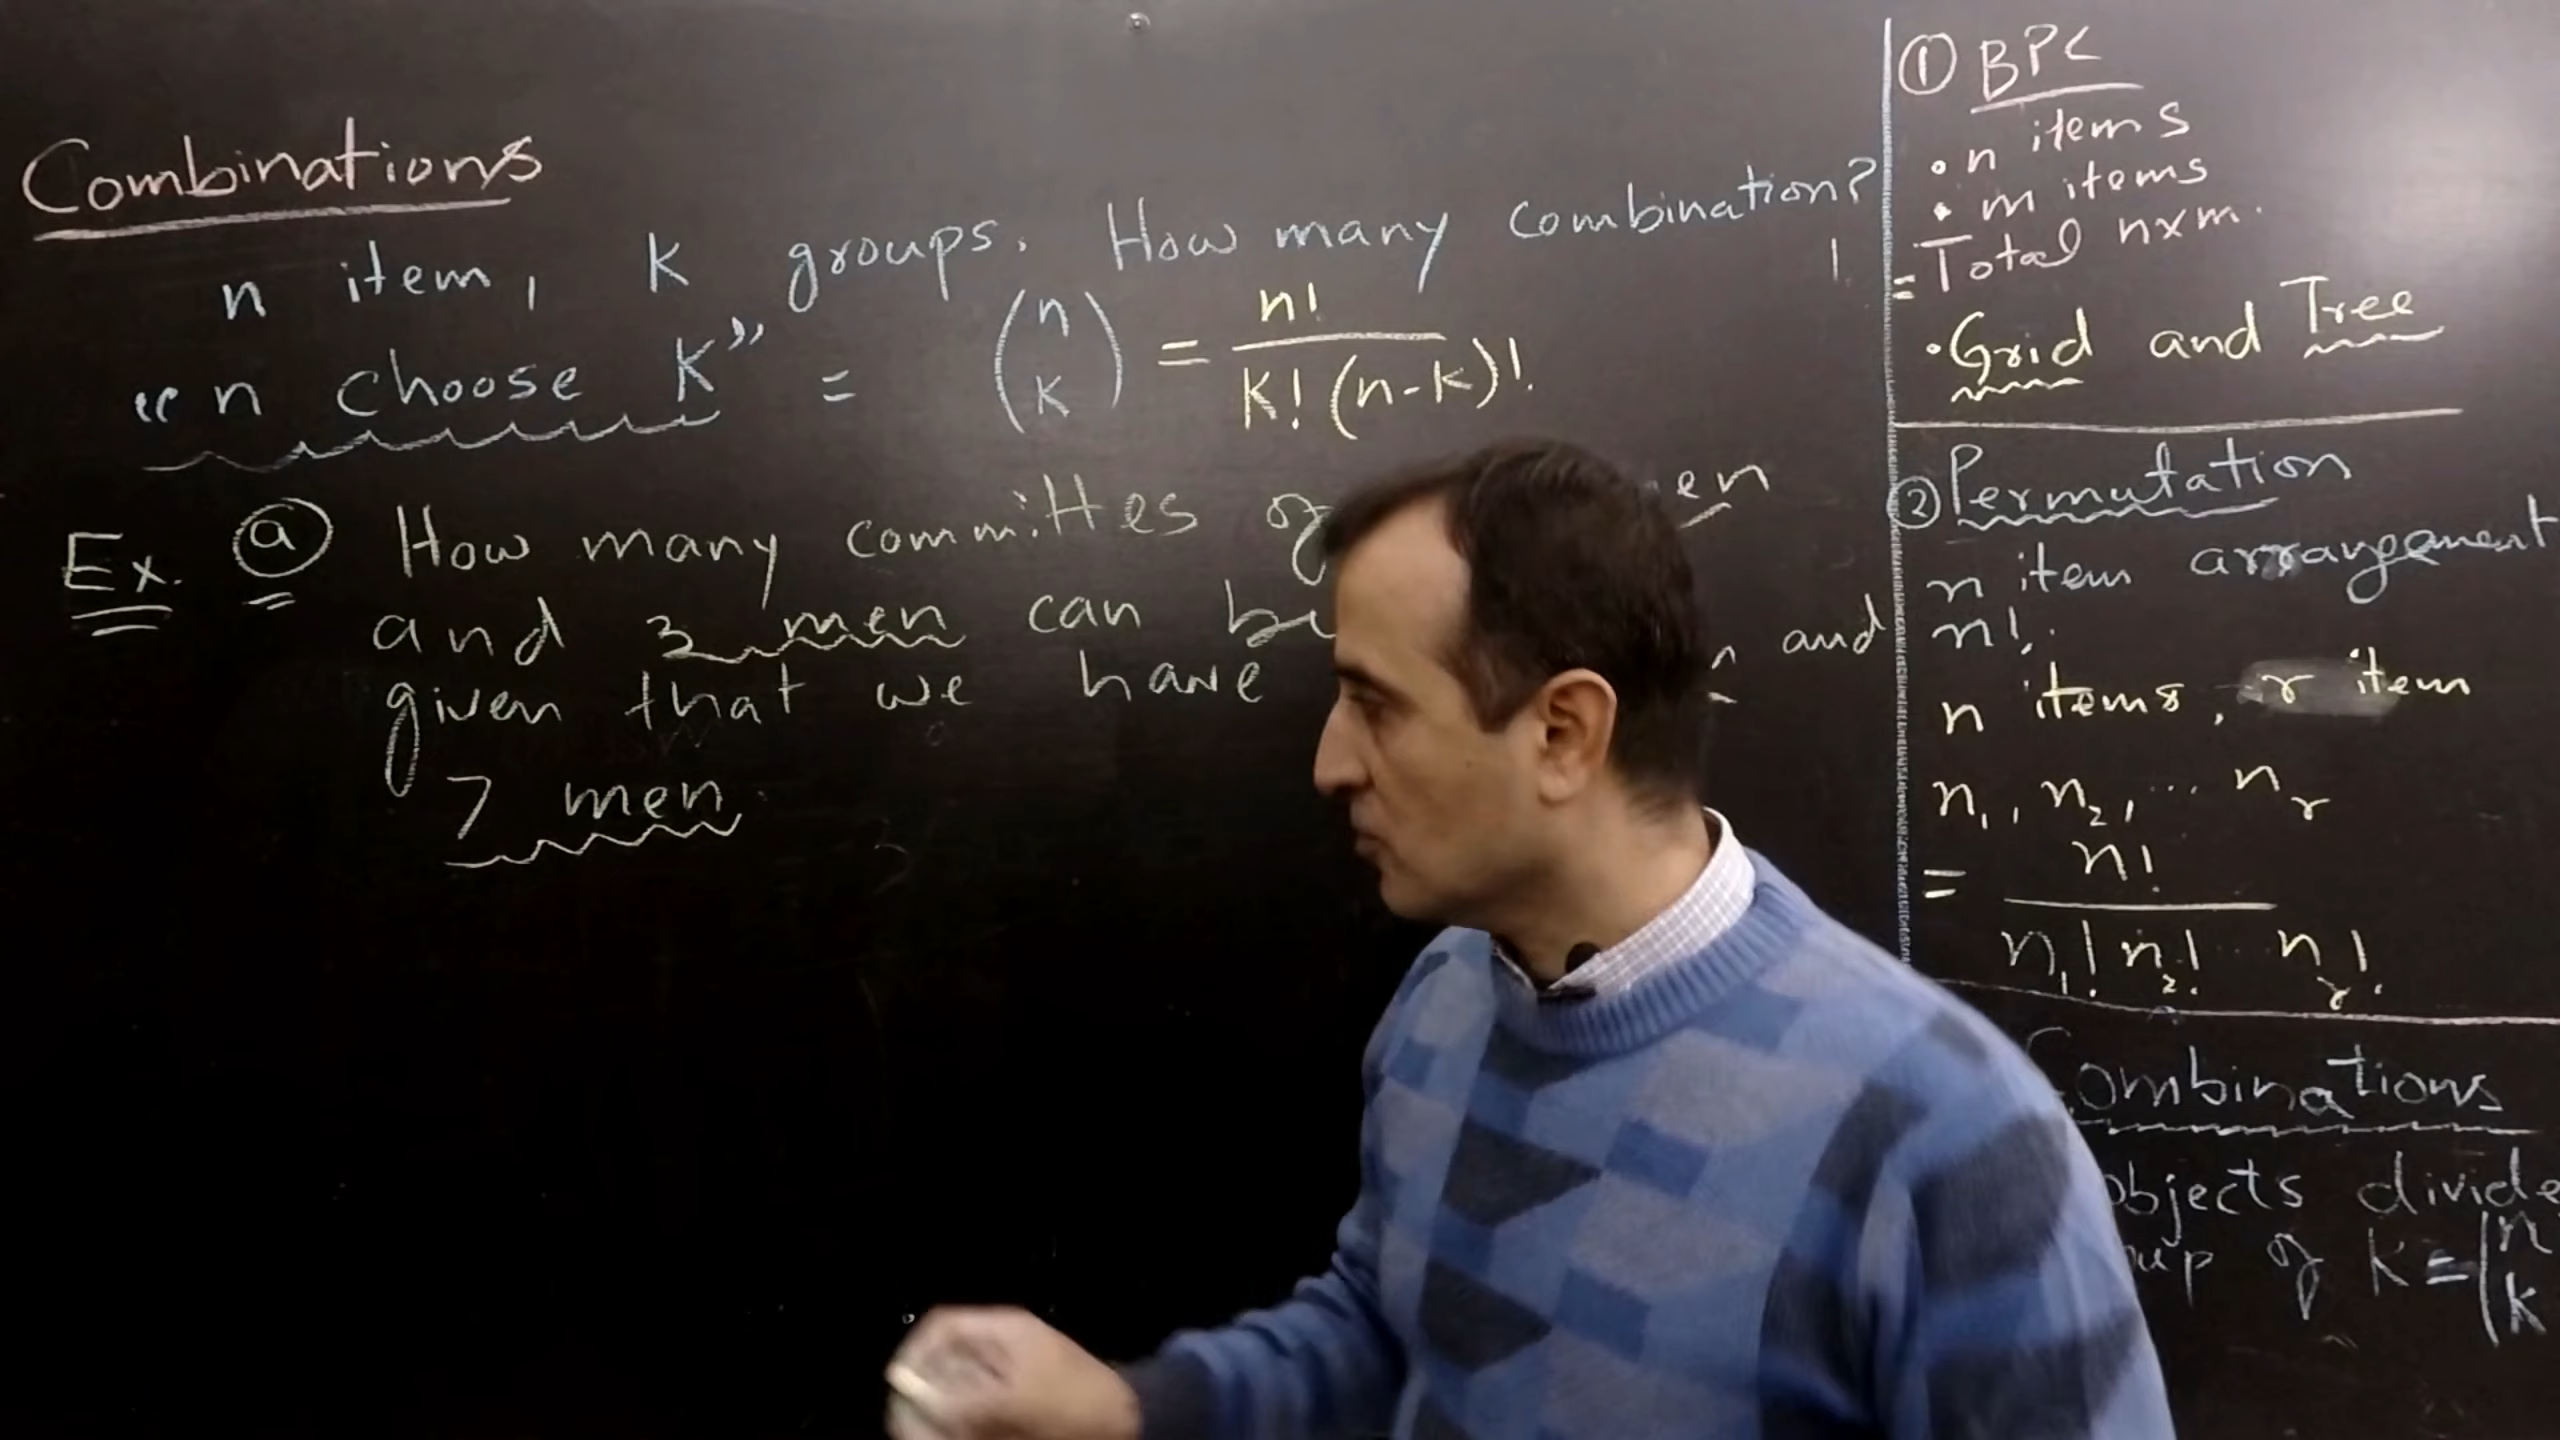 Combinations
n item, k groups. How many combination?
"n choose k" = (n k) = n! / k! (n-k)!
Ex. ⓐ How many committes of
and 3 men can be
given that we have and
7 men
① BPC
• n items
• m items
= Total n×m.
• Grid and Tree
② Permutation
n item arrangement
n!.
n items, r item
n₁, n₂, ... nᵣ
= n! / n₁! n₂! nᵣ!
Combinations
objects divide
of k = (n k